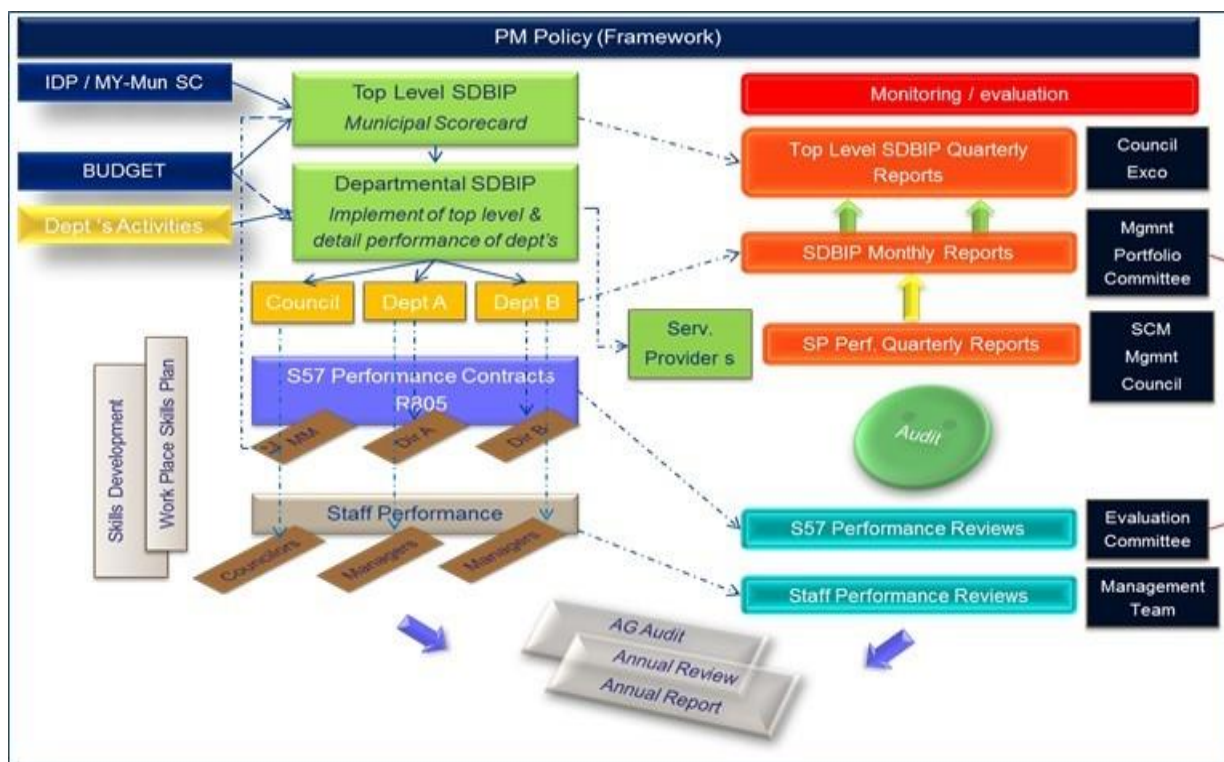 PM Policy (Framework)
IDP / MY-Mun SC
BUDGET
Dept 's Activities
Top Level SDBIP
Municipal Scorecard
Departmental SDBIP
Implement of top level &
detail performance of dept's
Council
Dept A
Dept B
Serv.
Provider s
S57 Performance Contracts
R805
MM
Dir A
Dir B
Staff Performance
Councilors
Managers
Managers
Skills Development
Work Place Skills Plan
Monitoring / evaluation
Top Level SDBIP Quarterly
Reports
Council
Exco
SDBIP Monthly Reports
Mgmnt
Portfolio
Committee
SP Perf. Quarterly Reports
SCM
Mgmnt
Council
Audit
S57 Performance Reviews
Evaluation
Committee
Staff Performance Reviews
Management
Team
AG Audit
Annual Review
Annual Report